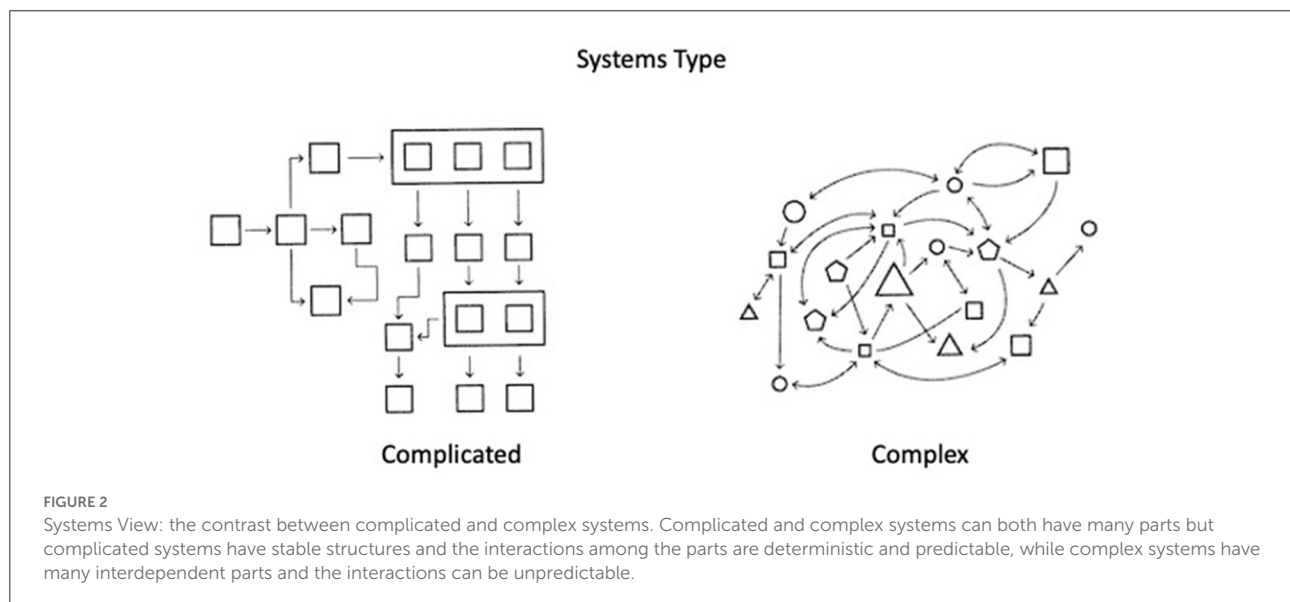 Systems Type
Complicated
Complex
FIGURE 2
Systems View: the contrast between complicated and complex systems. Complicated and complex systems can both have many parts but
complicated systems have stable structures and the interactions among the parts are deterministic and predictable, while complex systems have
many interdependent parts and the interactions can be unpredictable.